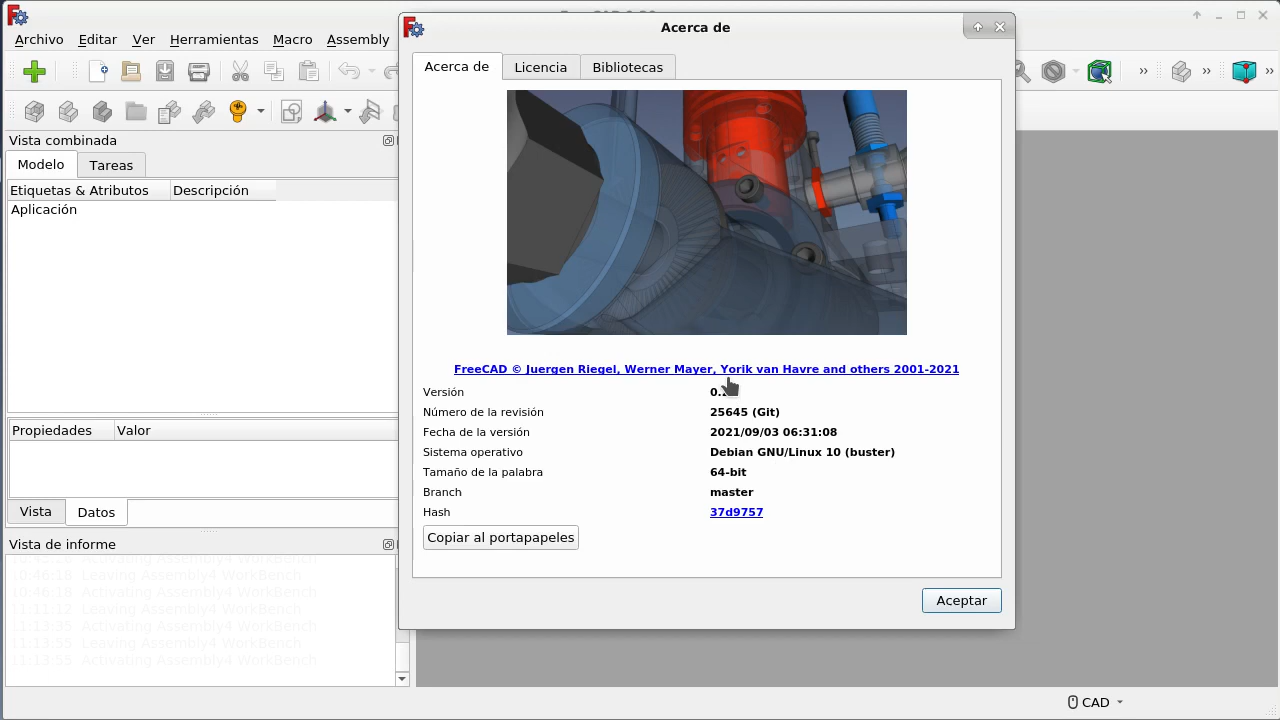 Acerca de
Archivo Editar Ver Herramientas Macro Assembly
Acerca de Licencia Bibliotecas
Vista combinada
Modelo Tareas
Etiquetas & Atributos Descripción
Aplicación
FreeCAD © Juergen Riegel, Werner Mayer, Yorik van Havre and others 2001-2021
Versión
Número de la revisión 25645 (Git)
Fecha de la versión 2021/09/03 06:31:08
Sistema operativo Debian GNU/Linux 10 (buster)
Tamaño de la palabra 64-bit
Branch master
Hash 37d9757
Copiar al portapapeles
Aceptar
Propiedades Valor
Vista Datos
Vista de informe
10:46:18 Leaving Assembly4 WorkBench
10:46:18 Activating Assembly4 WorkBench
11:11:12 Leaving Assembly4 WorkBench
11:13:35 Activating Assembly4 WorkBench
11:13:55 Leaving Assembly4 WorkBench
11:13:55 Activating Assembly4 WorkBench
CAD